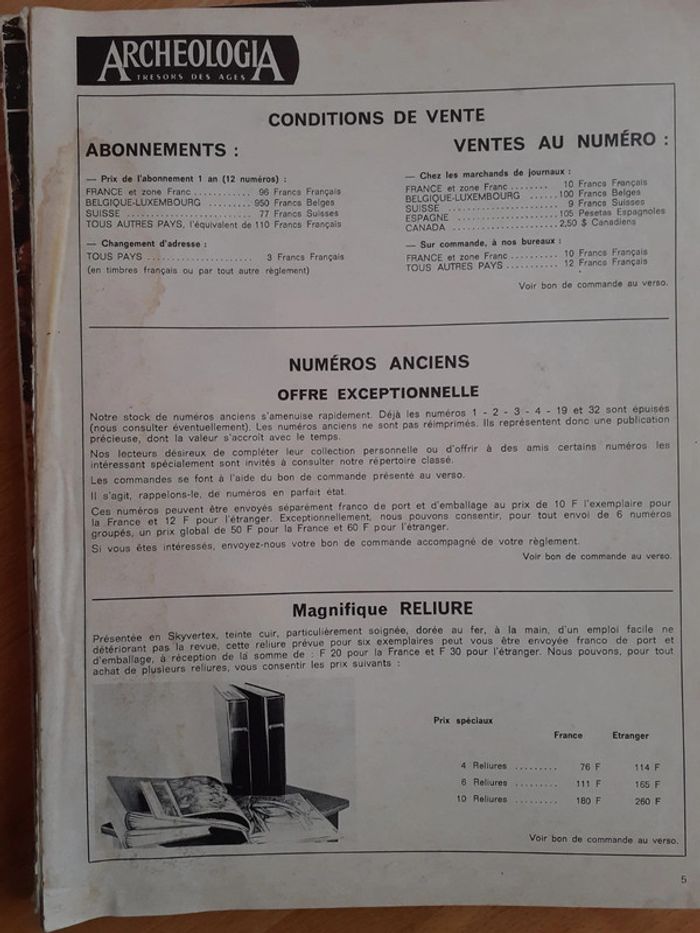 ARCHEOLOGIA
TRESORS DES AGES
CONDITIONS DE VENTE
ABONNEMENTS :
— Prix de l'abonnement 1 an (12 numéros) :
FRANCE et zone Franc ............ 96 Francs Français
BELGIQUE-LUXEMBOURG ......... 950 Francs Belges
SUISSE ..................... 77 Francs Suisses
TOUS AUTRES PAYS, l'équivalent de 110 Francs Français
— Changement d'adresse :
TOUS PAYS ..................... 3 Francs Français
(en timbres français ou par tout autre règlement)
VENTES AU NUMÉRO :
— Chez les marchands de journaux :
FRANCE et zone Franc ........ 10 Francs Français
BELGIQUE-LUXEMBOURG ...... 100 Francs Belges
SUISSE ..................... 9 Francs Suisses
ESPAGNE ..................... 105 Pesetas Espagnoles
CANADA ..................... 2,50 $ Canadiens
— Sur commande, à nos bureaux :
FRANCE et zone Franc .......... 10 Francs Français
TOUS AUTRES PAYS ........... 12 Francs Français
Voir bon de commande au verso.
NUMÉROS ANCIENS
OFFRE EXCEPTIONNELLE
Notre stock de numéros anciens s'amenuise rapidement. Déjà les numéros 1 - 2 - 3 - 4 - 19 et 32 sont épuisés
(nous consulter éventuellement). Les numéros anciens ne sont pas réimprimés. Ils représentent donc une publication
précieuse, dont la valeur s'accroît avec le temps.
Nos lecteurs désireux de compléter leur collection personnelle ou d'offrir à des amis certains numéros les
intéressant spécialement sont invités à consulter notre répertoire classé.
Les commandes se font à l'aide du bon de commande présenté au verso.
Il s'agit, rappelons-le, de numéros en parfait état.
Ces numéros peuvent être envoyés séparément franco de port et d'emballage au prix de 10 F l'exemplaire pour
la France et 12 F pour l'étranger. Exceptionnellement, nous pouvons consentir, pour tout envoi de 6 numéros
groupés, un prix global de 50 F pour la France et 60 F pour l'étranger.
Si vous êtes intéressés, envoyez-nous votre bon de commande accompagné de votre règlement.
Voir bon de commande au verso.
Magnifique RELIURE
Présentée en Skyvertex, teinte cuir, particulièrement soignée, dorée au fer, à la main, d'un emploi facile ne
détériorant pas la revue, cette reliure prévue pour six exemplaires peut vous être envoyée franco de port et
d'emballage, à réception de la somme de : F 20 pour la France et F 30 pour l'étranger. Nous pouvons, pour tout
achat de plusieurs reliures, vous consentir les prix suivants :
Prix spéciaux
France Etranger
4 Reliures ......... 76 F 114 F
6 Reliures ......... 111 F 165 F
10 Reliures ......... 180 F 260 F
Voir bon de commande au verso.
5